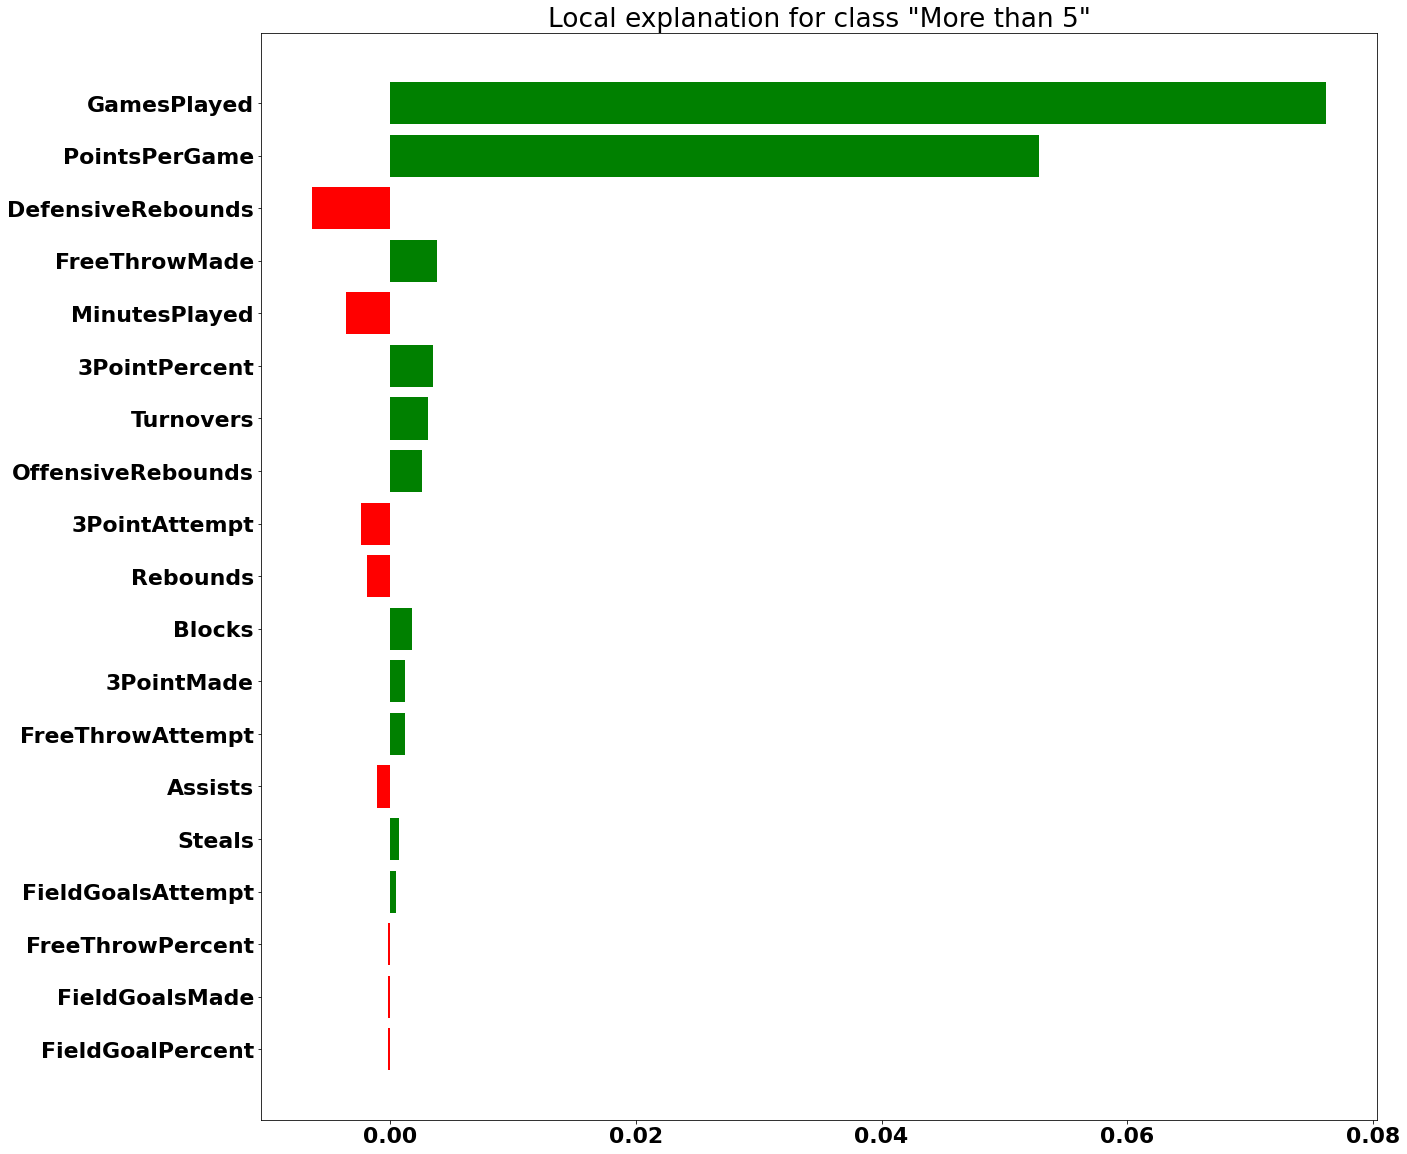 Local explanation for class "More than 5"
GamesPlayed
PointsPerGame
DefensiveRebounds
FreeThrowMade
MinutesPlayed
3PointPercent
Turnovers
OffensiveRebounds
3PointAttempt
Rebounds
Blocks
3PointMade
FreeThrowAttempt
Assists
Steals
FieldGoalsAttempt
FreeThrowPercent
FieldGoalsMade
FieldGoalPercent
0.00 0.02 0.04 0.06 0.08